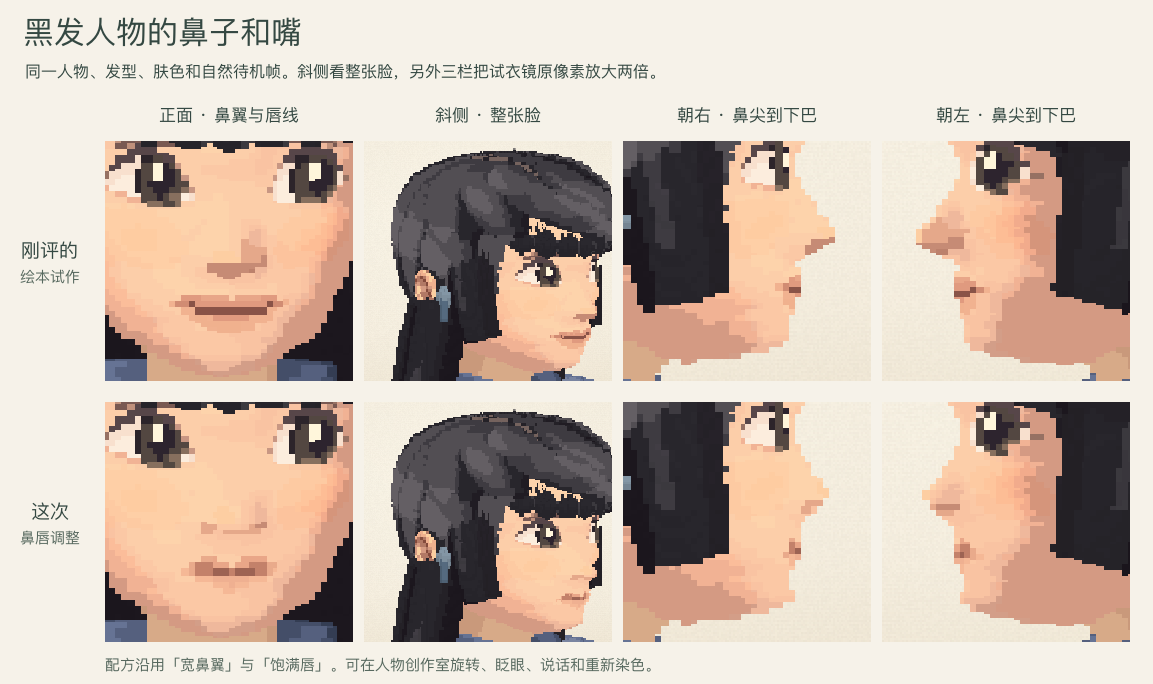 黑发人物的鼻子和嘴
同一人物、发型、肤色和自然待机帧。斜侧看整张脸，另外三栏把试衣镜原像素放大两倍。
正面 · 鼻翼与唇线
斜侧 · 整张脸
朝右 · 鼻尖到下巴
朝左 · 鼻尖到下巴
刚评的
绘本试作
这次
鼻唇调整
配方沿用「宽鼻翼」与「饱满唇」。可在人物创作室旋转、眨眼、说话和重新染色。